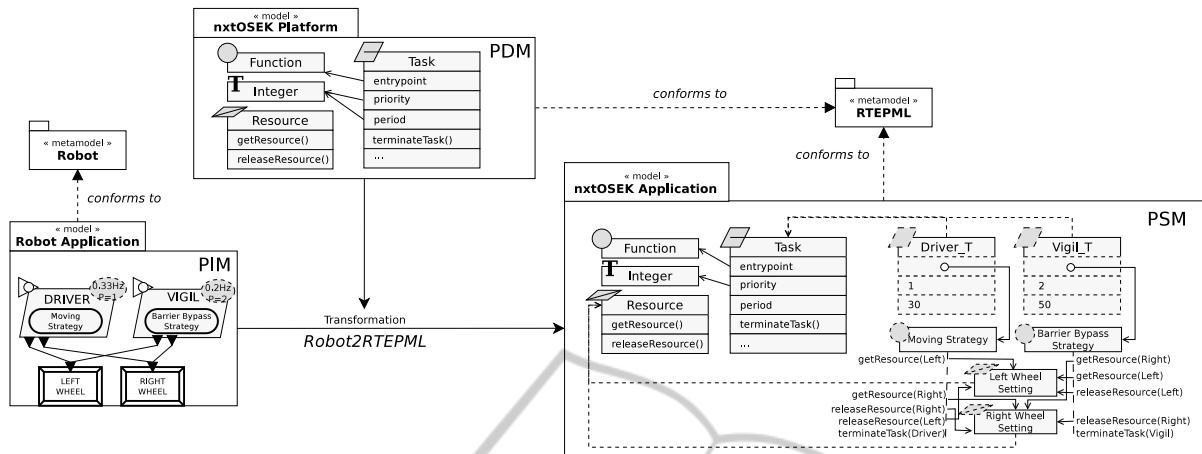 « model »
nxtOSEK Platform
PDM
Function
T
Integer
Resource
getResource()
releaseResource()
Task
entrypoint
priority
period
terminateTask()
...
conforms to
« metamodel »
RTEPML
conforms to
« metamodel »
Robot
conforms to
« model »
Robot Application
PIM
DRIVER
0.33Hz
P=1
Moving
Strategy
VIGIL
0.2Hz
P=2
Barrier Bypass
Strategy
LEFT
WHEEL
RIGHT
WHEEL
Transformation
Robot2RTEPML
« model »
nxtOSEK Application
PSM
Function
T
Integer
Resource
getResource()
releaseResource()
Task
entrypoint
priority
period
terminateTask()
...
Driver_T
1
30
Vigil_T
2
50
Moving Strategy
Barrier Bypass
Strategy
getResource(Left)
getResource(Right)
Left Wheel
Setting
getResource(Left)
getResource(Right)
releaseResource(Left)
releaseResource(Right)
releaseResource(Left)
terminateTask(Driver)
Right Wheel
Setting
releaseResource(Right)
terminateTask(Vigil)